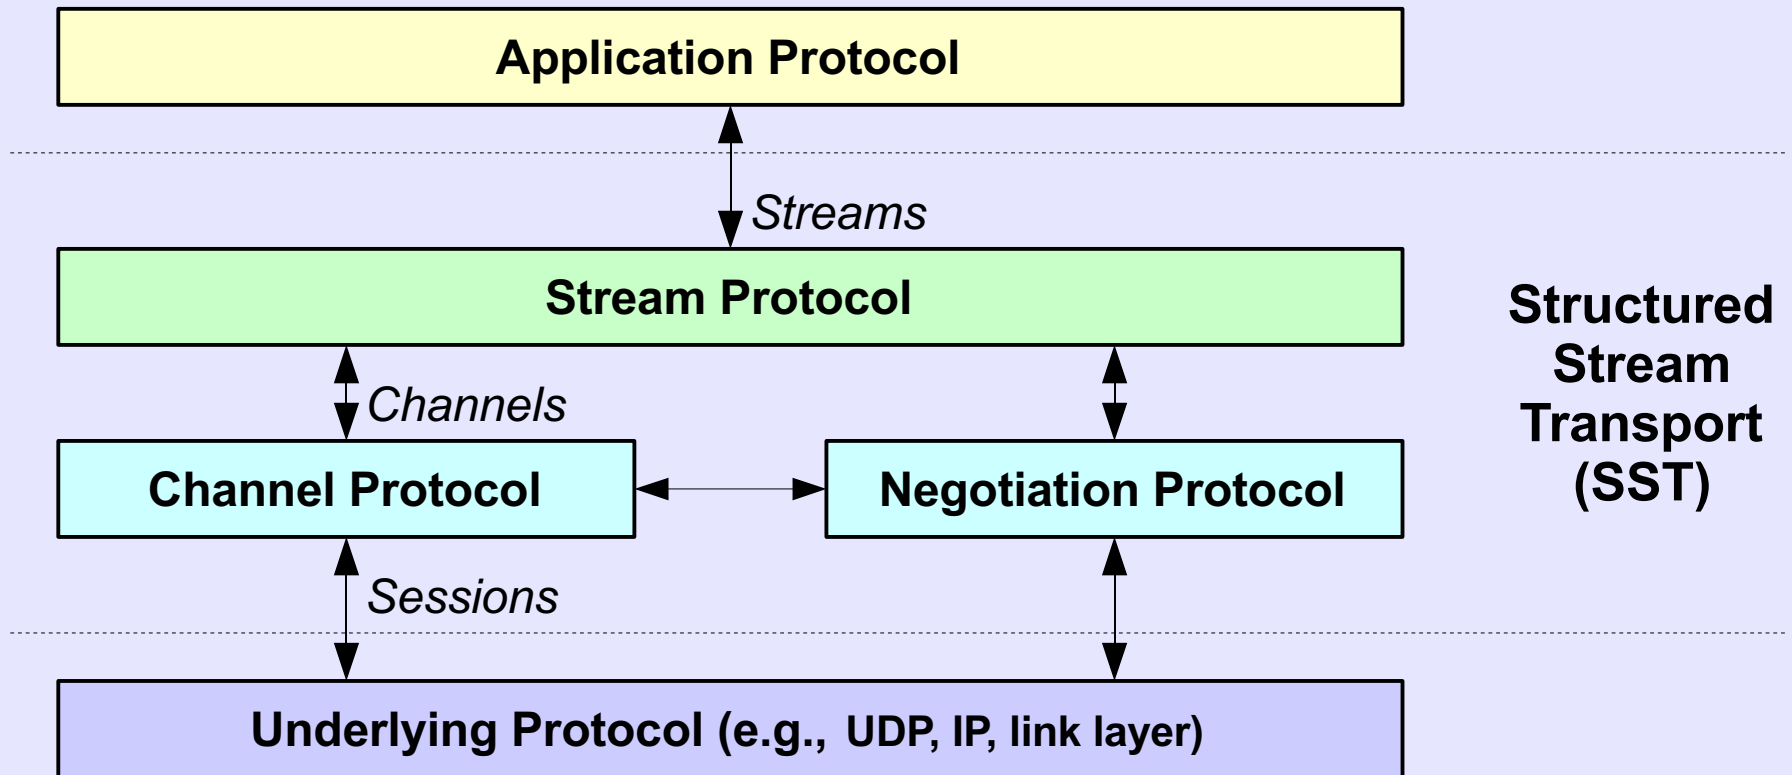 Application Protocol
Streams
Stream Protocol
Structured
Stream
Transport
(SST)
Channels
Channel Protocol
Negotiation Protocol
Sessions
Underlying Protocol (e.g., UDP, IP, link layer)